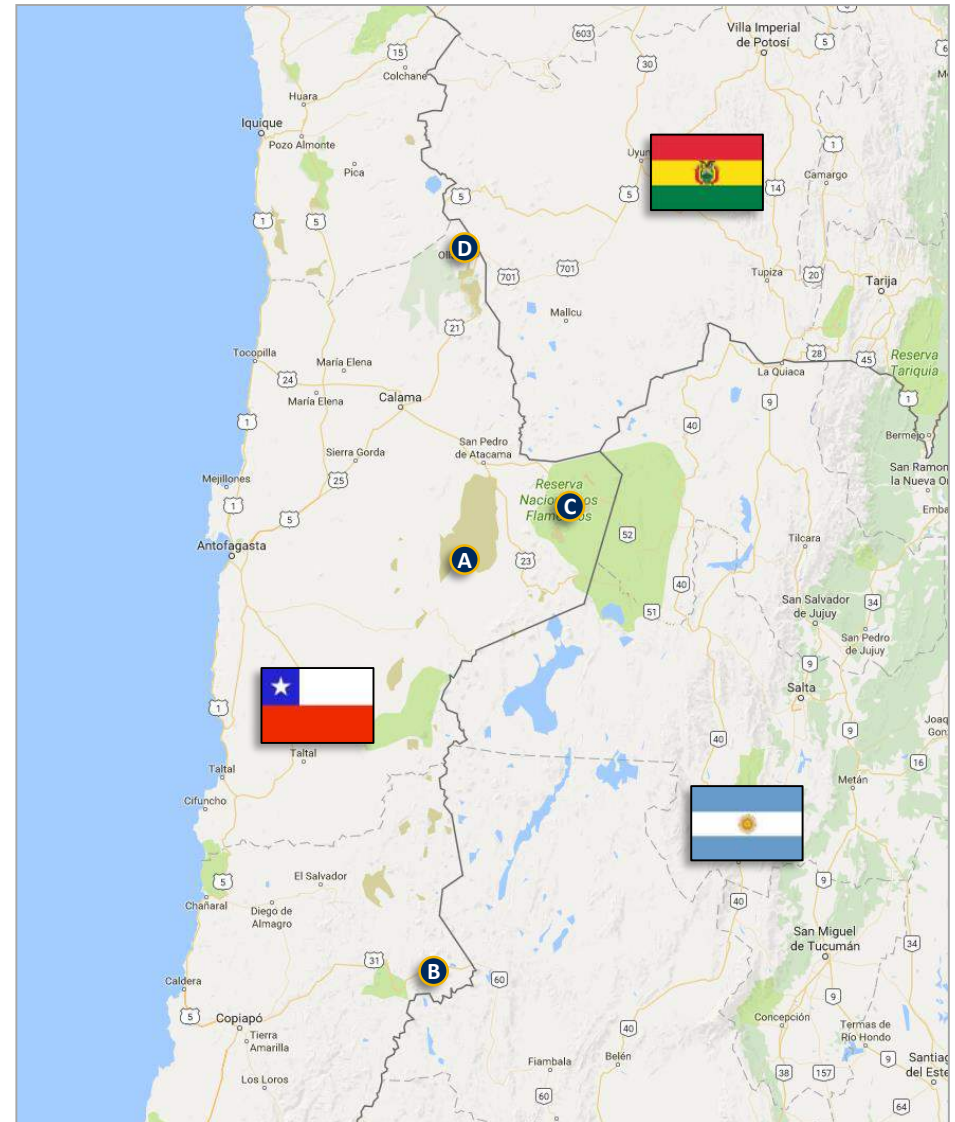 603
Villa Imperial
de Potosí
5
6
15
Colchane
30
Huara
Iquique
Pozo Almonte
1
Pica
Camargo
5
5
14
1
5
D
701
701
Tupiza
20
Tarija
Mallcu
21
Tocopilla
María Elena
24
28
45
Reserva
Tariquia
La Quiaca
María Elena
Calama
9
1
1
40
Bermejo
San Pedro
de Atacama
Sierra Gorda
San Ramon
la Nueva
Mejillones
25
Reserva
C
1
5
52
Antofagasta
Tilcara
A
23
40
San Salvador
de Jujuy
34
51
San Pedro
de Jujuy
9
Salta
1
40
9
Taltal
16
Taltal
Metán
Cifuncho
El Salvador
5
9
Chañaral
Diego de
Almagro
40
San Miguel
de Tucumán
34
31
B
60
Caldera
9
5
Copiapó
Concepción
Termas de
Río Hondo
Tierra
Amarilla
40
9
Fiambala
Belén
Los Loros
38
157
del Este
60
64